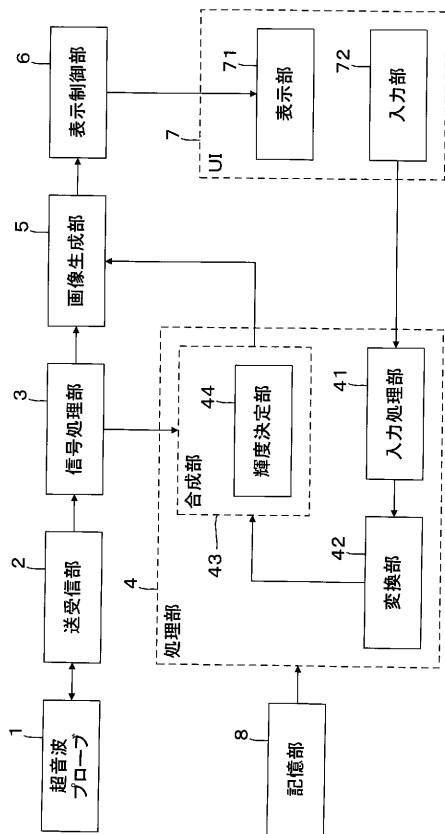 1
超音波
プローブ
2
送受信部
3
信号処理部
5
画像生成部
6
表示制御部
4
処理部
43
合成部
44
輝度決定部
42
変換部
41
入力処理部
7
UI
71
表示部
72
入力部
8
記憶部